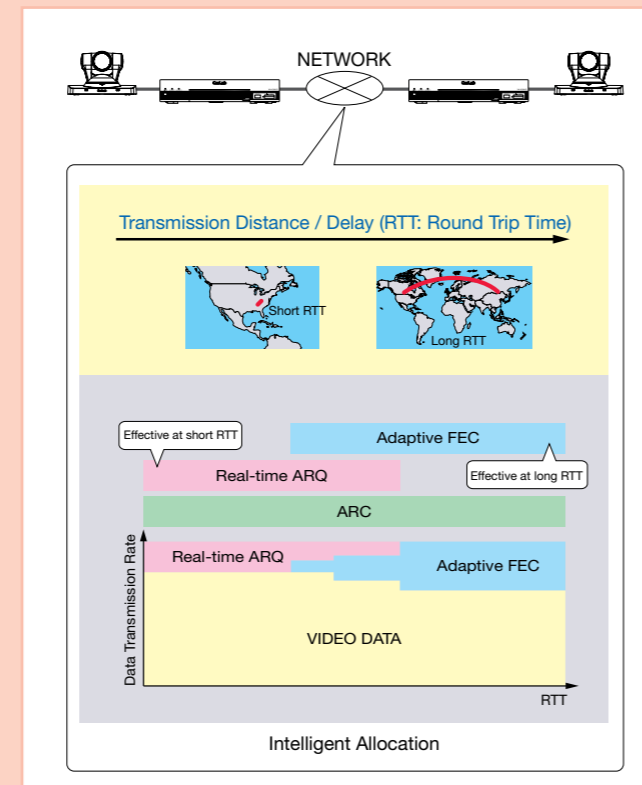 NETWORK
Transmission Distance / Delay (RTT: Round Trip Time)
Short RTT
Long RTT
Effective at short RTT
Adaptive FEC
Real-time ARQ
Effective at long RTT
ARC
Data Transmission Rate
Real-time ARQ
Adaptive FEC
VIDEO DATA
RTT
Intelligent Allocation